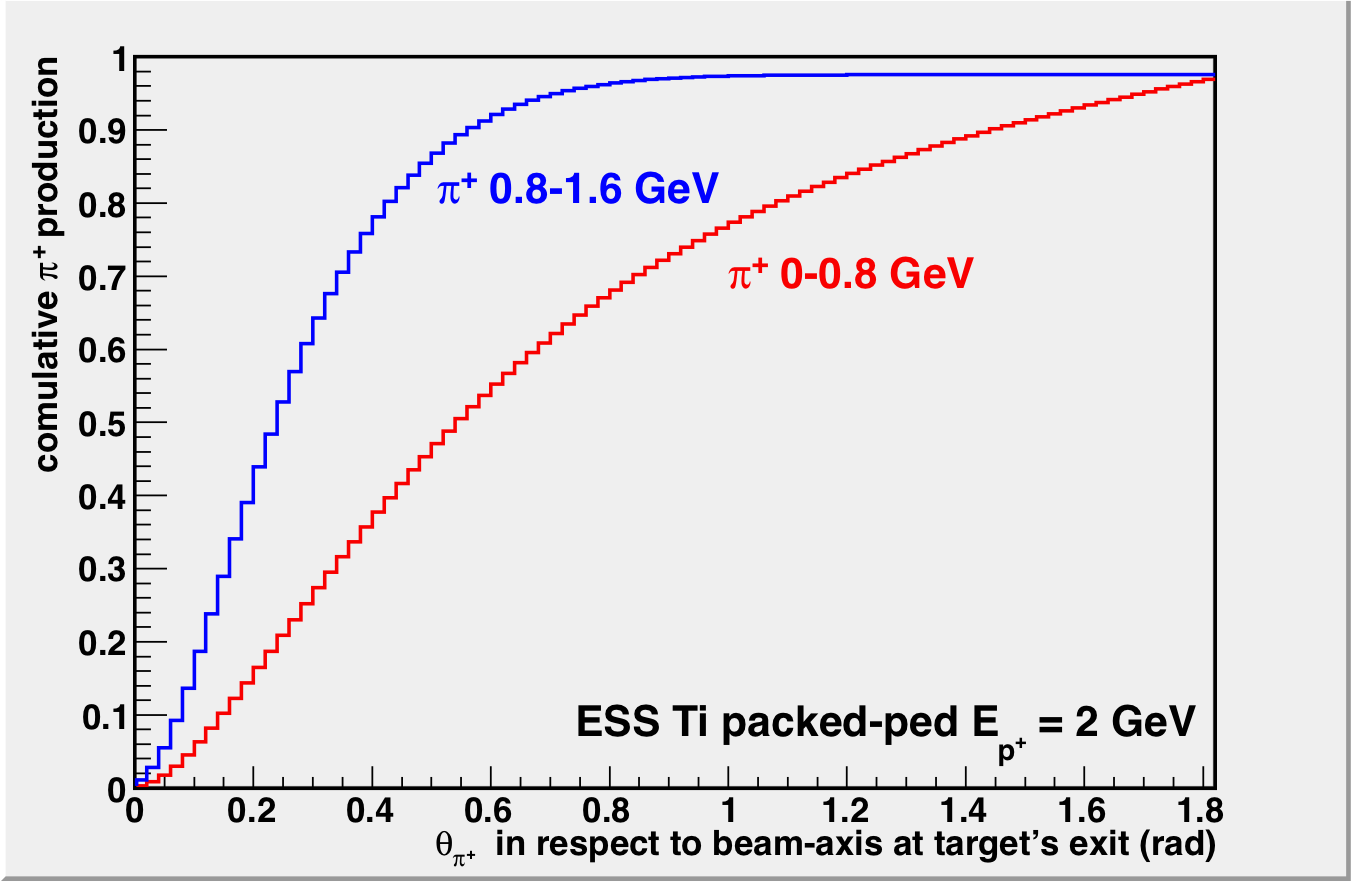 1
0.9
0.8
0.7
0.6
0.5
0.4
0.3
0.2
0.1
0
comulative π⁺ production
π⁺ 0.8-1.6 GeV
π⁺ 0-0.8 GeV
ESS Ti packed-ped Eₚ⁺ = 2 GeV
0 0.2 0.4 0.6 0.8 1 1.2 1.4 1.6 1.8
θπ⁺ in respect to beam-axis at target's exit (rad)